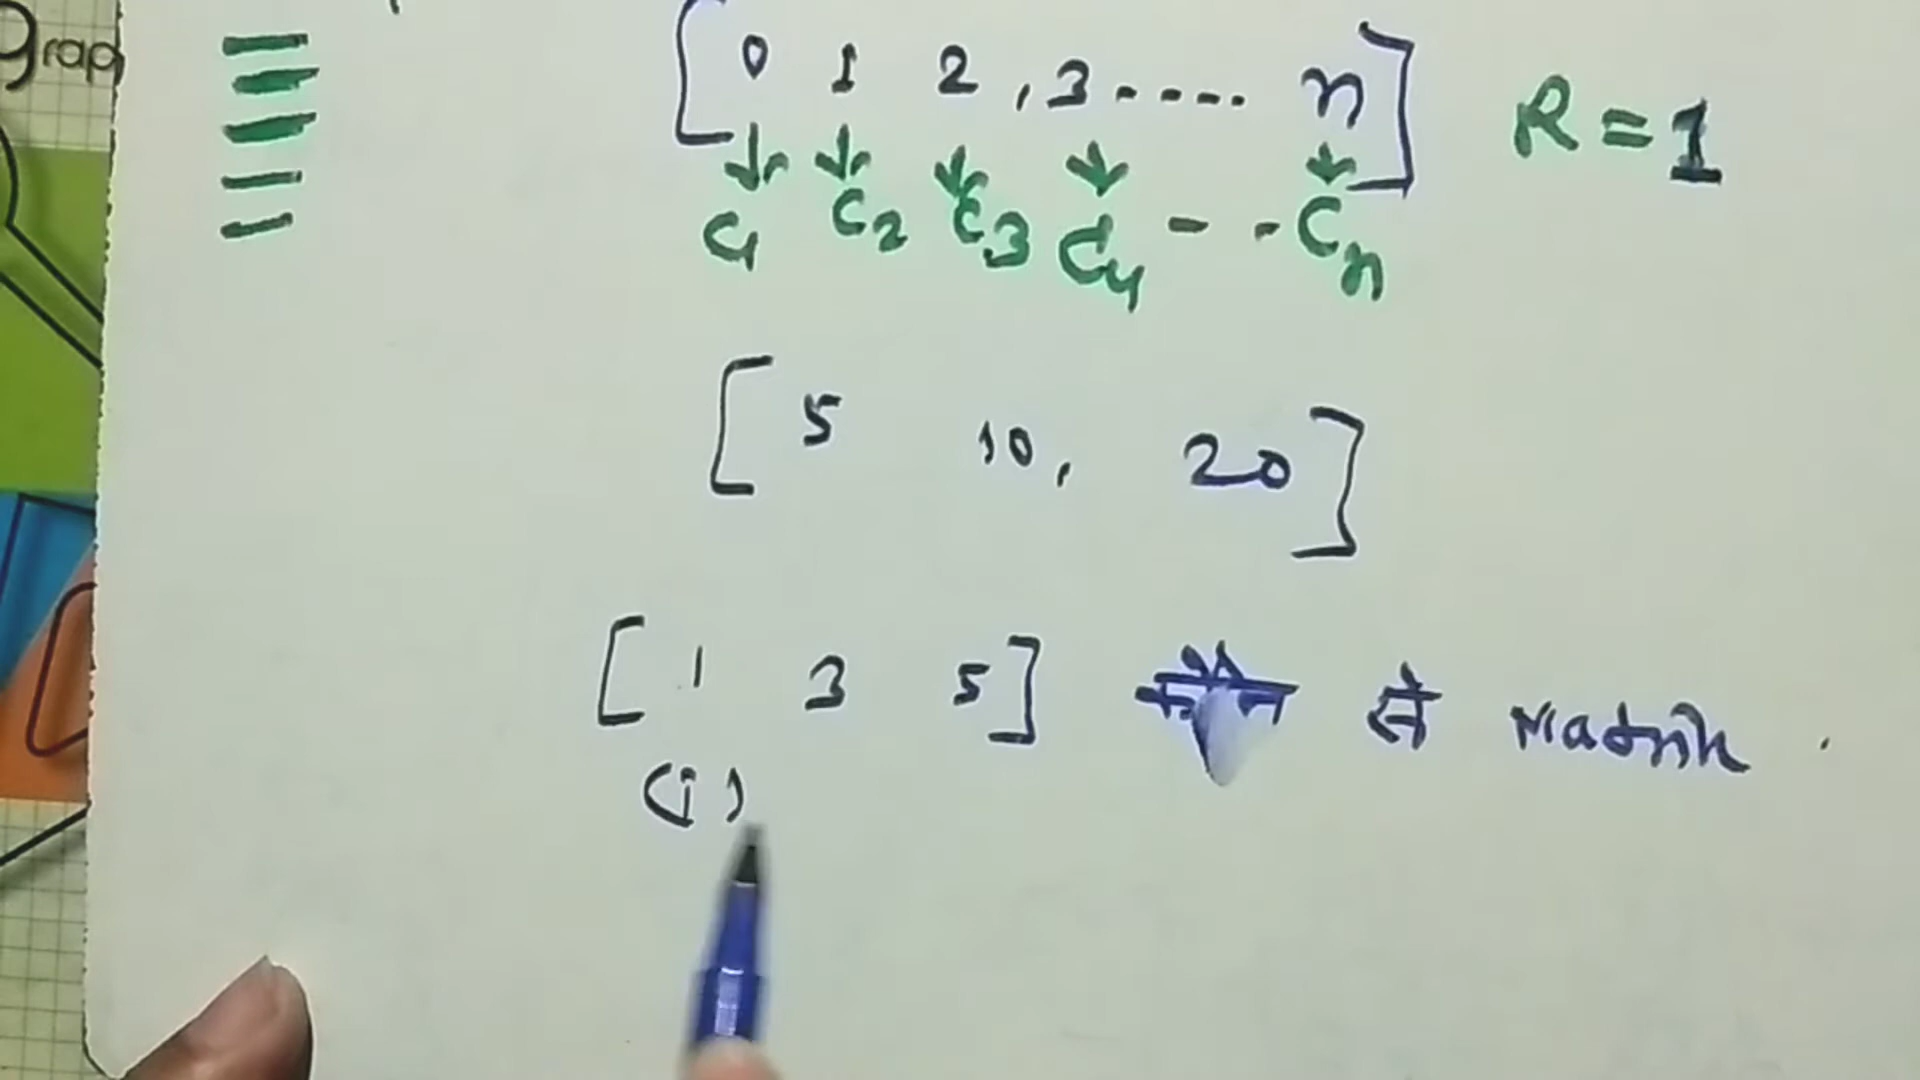 grap
[0 1 2 , 3 ..... n] R = 1
C1 C2 C3 C4 - - Cn
[5 10, 20]
[1 3 5] से Matrix .
(i)